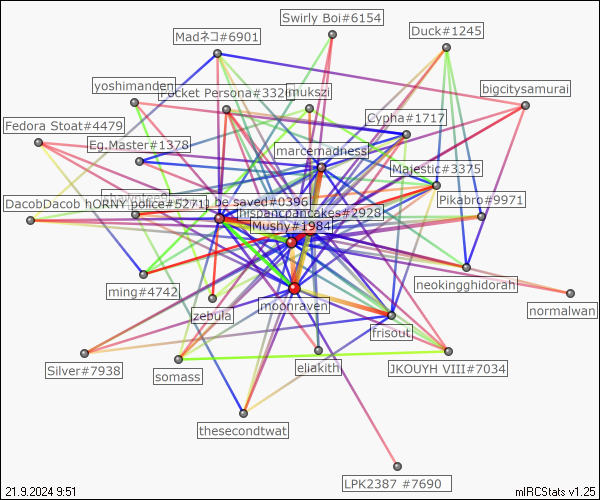 Swirly Boi#6154
Duck#1245
Madネコ#6901
yoshimanden
Pocket Persona#3326
mukszi
bigcitysamurai
Fedora Stoat#4479
Cypha#1717
Eg.Master#1378
marcemadness
Majestic#3375
Pikabro#9971
DacobDacob hORNY police#5271
be saved#0396
hispancpancakes#2928
Mushy#1984
ming#4742
zebula
moonraven
neokingghidorah
normalwan
frisout
Silver#7938
somass
eliakith
JKOUYH VIII#7034
thesecondtwat
LPK2387 #7690
21.9.2024 9:51
mIRCStats v1.25